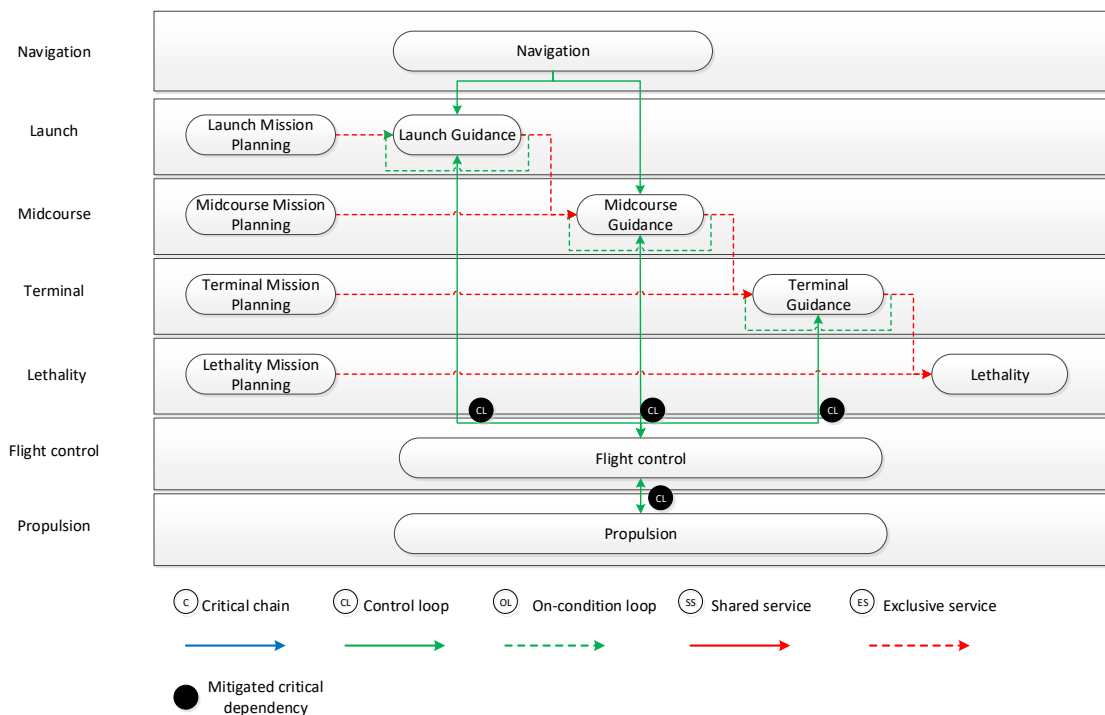 Navigation
Navigation
Launch
Launch Mission
Planning
Launch Guidance
Midcourse
Midcourse Mission
Planning
Midcourse
Guidance
Terminal
Terminal Mission
Planning
Terminal
Guidance
Lethality
Lethality Mission
Planning
Lethality
CL
CL
CL
Flight control
Flight control
CL
Propulsion
Propulsion
C Critical chain
CL Control loop
OL On-condition loop
SS Shared service
ES Exclusive service
Mitigated critical
dependency